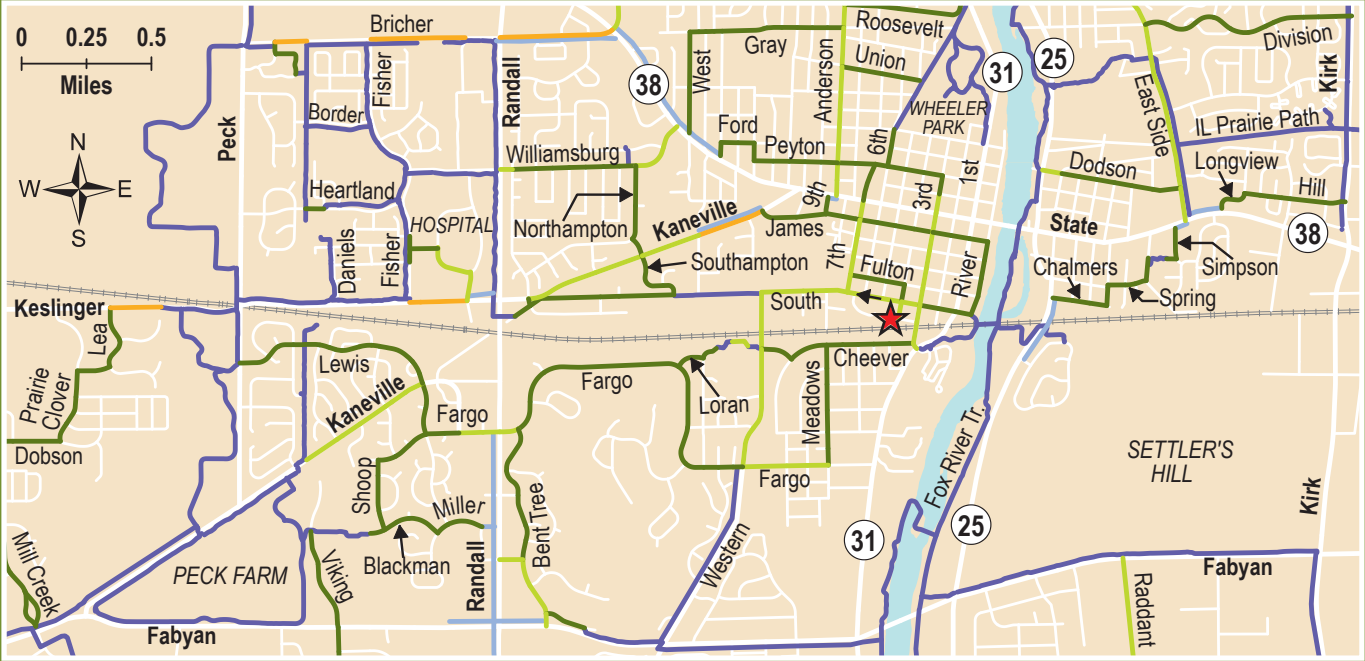 Bricher
0 0.25 0.5
Miles
N
W E
S
Peck
Fisher
Border
Heartland
HOSPITAL
Daniels
Fisher
Randall
38
West
Gray
Anderson
Roosevelt
Union
WHEELER
PARK
31
25
East Side
Division
Kirk
IL Prairie Path
Ford
Peyton
6th
Williamsburg
Northampton
Kaneville
James
9th
3rd
1st
Dodson
Longview
Hill
State
38
Southampton
7th
Fulton
River
Chalmers
Simpson
Spring
South
Keslinger
Lea
Prairie
Clover
Dobson
Lewis
Kaneville
Fargo
Fargo
Loran
Meadows
Cheever
Fox River Tr.
SETTLER'S
HILL
Kirk
Shoop
Miller
Blackman
Randall
Bent Tree
Fargo
Western
31
25
Mill Creek
PECK FARM
Viking
Fabyan
Fabyan
Raddant